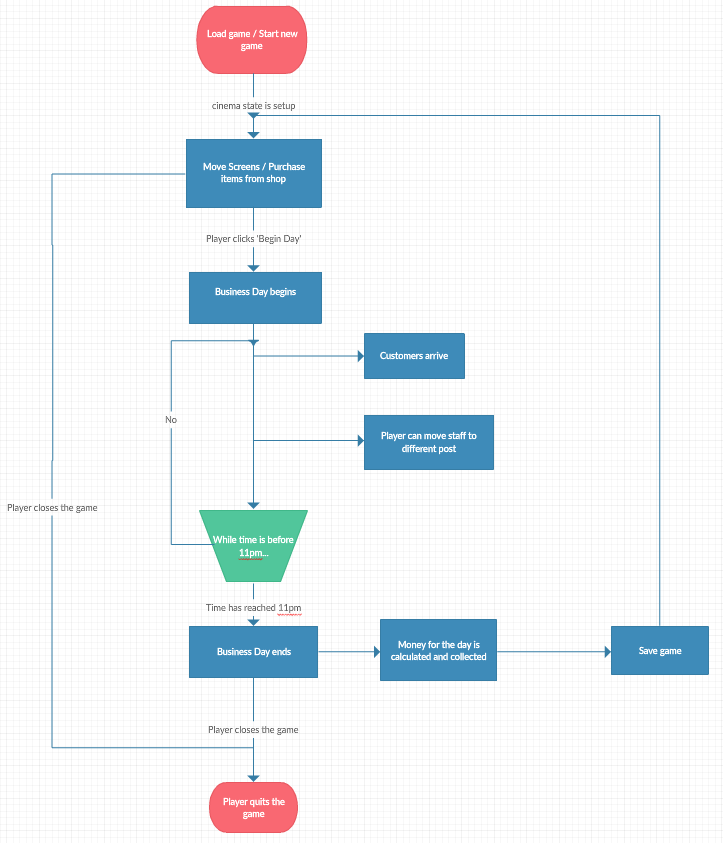 Load game / Start new
game
cinema state is setup
Move Screens / Purchase
items from shop
Player clicks 'Begin Day'
Business Day begins
Customers arrive
No
Player can move staff to
different post
Player closes the game
While time is before
11pm...
Time has reached 11pm
Business Day ends
Money for the day is
calculated and collected
Save game
Player closes the game
Player quits the
game